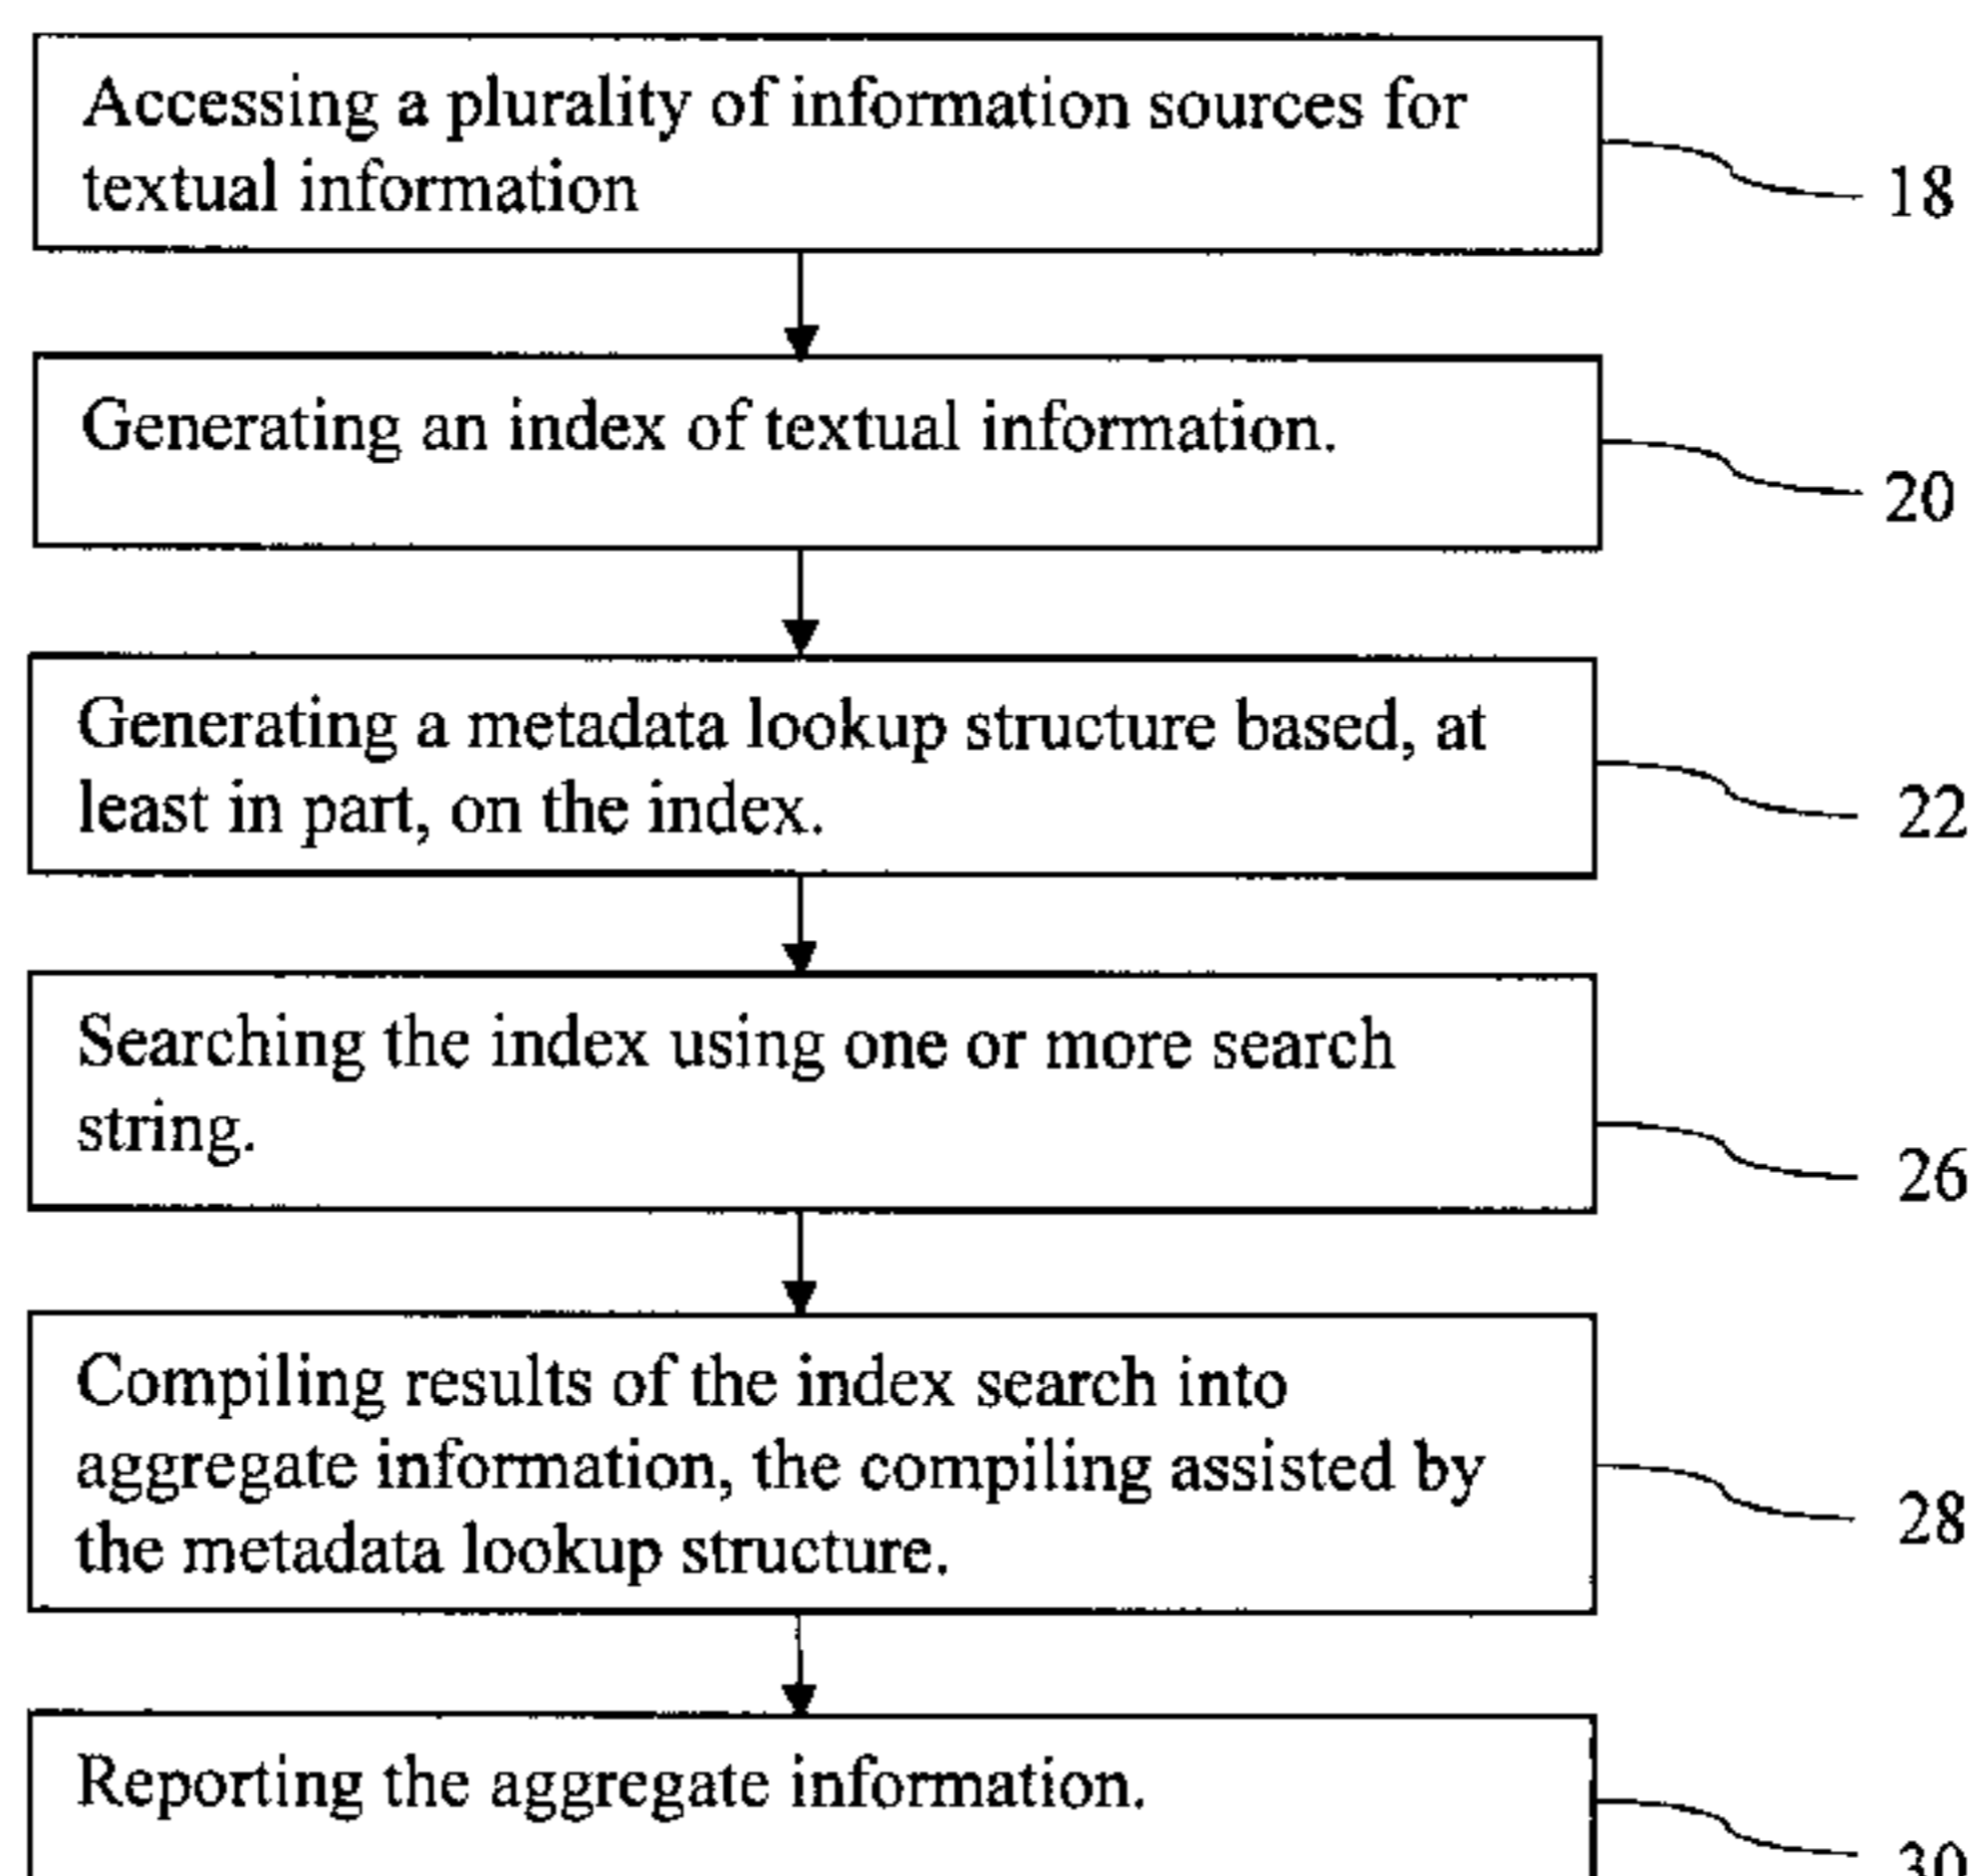 Accessing a plurality of information sources for
textual information
18
Generating an index of textual information.
20
Generating a metadata lookup structure based, at
least in part, on the index.
22
Searching the index using one or more search
string.
26
Compiling results of the index search into
aggregate information, the compiling assisted by
the metadata lookup structure.
28
Reporting the aggregate information.
30